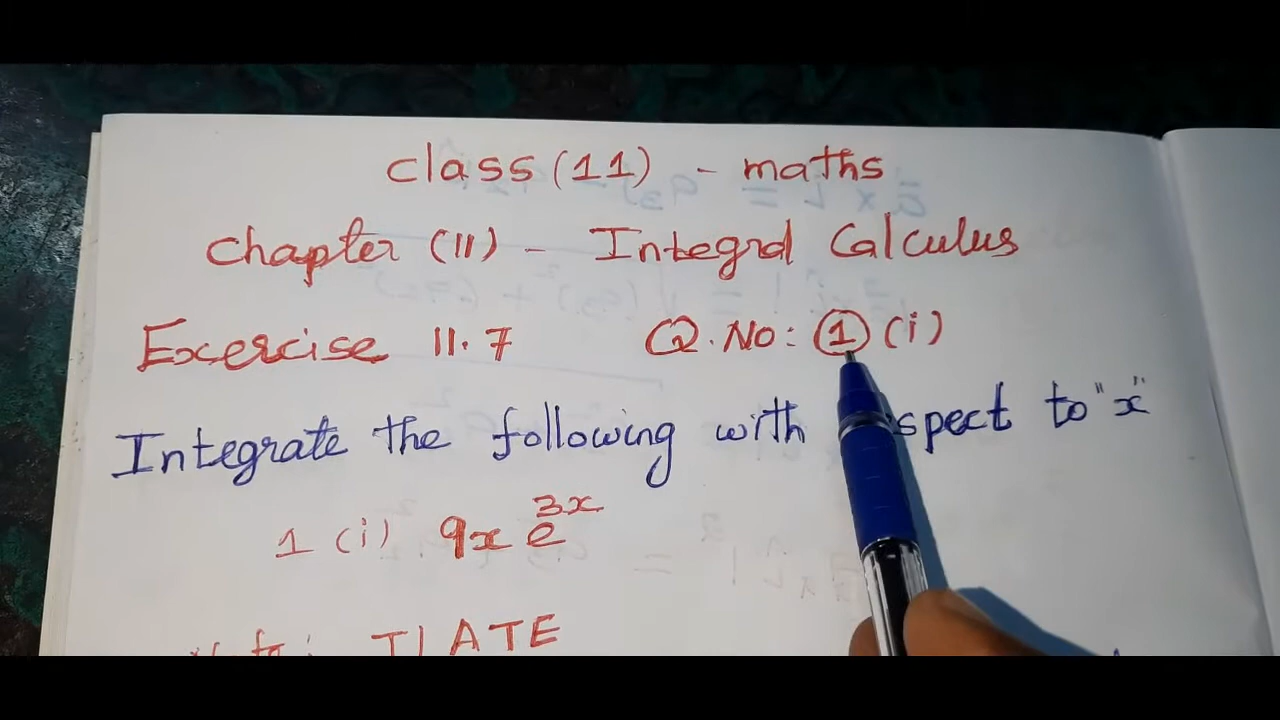 class (11) - maths
Chapter (11) - Integral Calculus
Exercise 11.7 Q.No: 1 (i)
Integrate the following with respect to "x"
1 (i) 9x e^3x